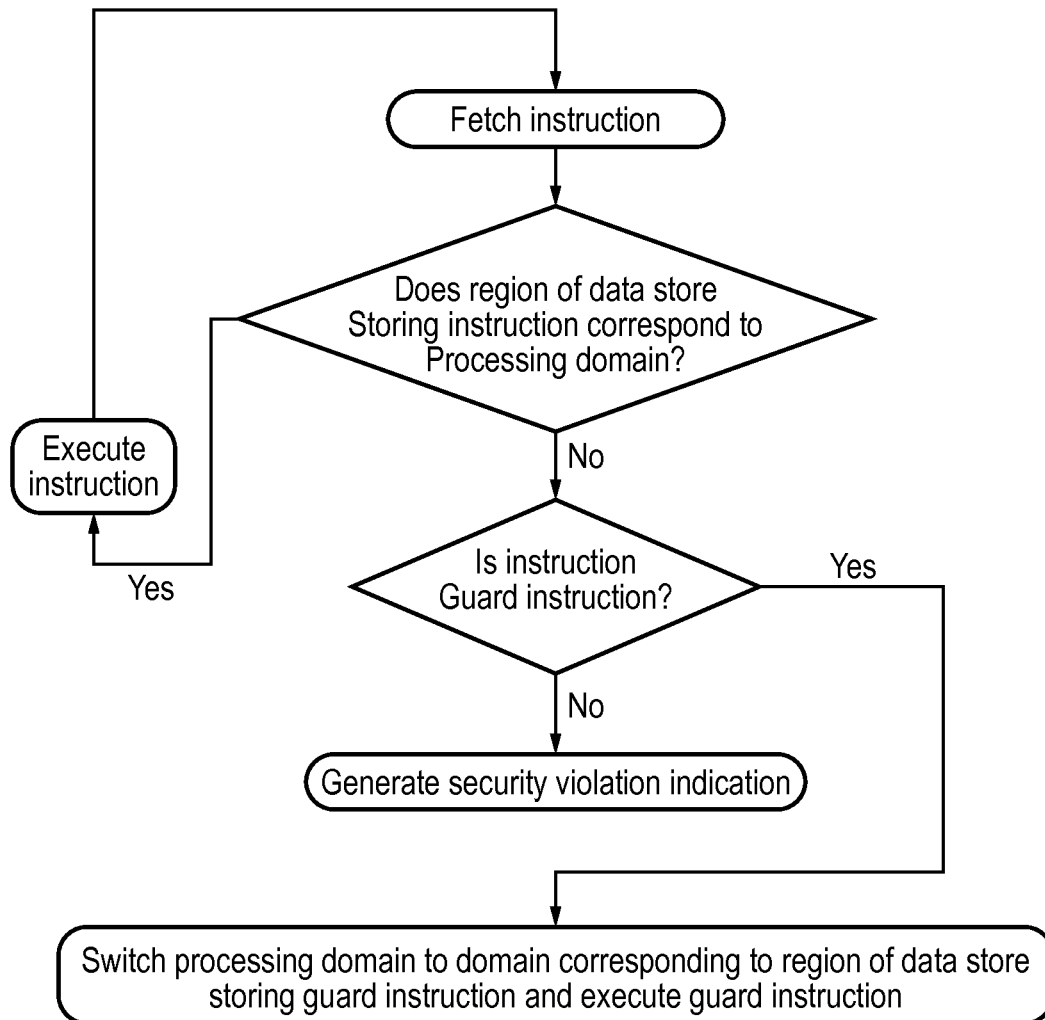 Fetch instruction
Does region of data store
Storing instruction correspond to
Processing domain?
Execute
instruction
No
Yes
Is instruction
Guard instruction?
Yes
No
Generate security violation indication
Switch processing domain to domain corresponding to region of data store
storing guard instruction and execute guard instruction